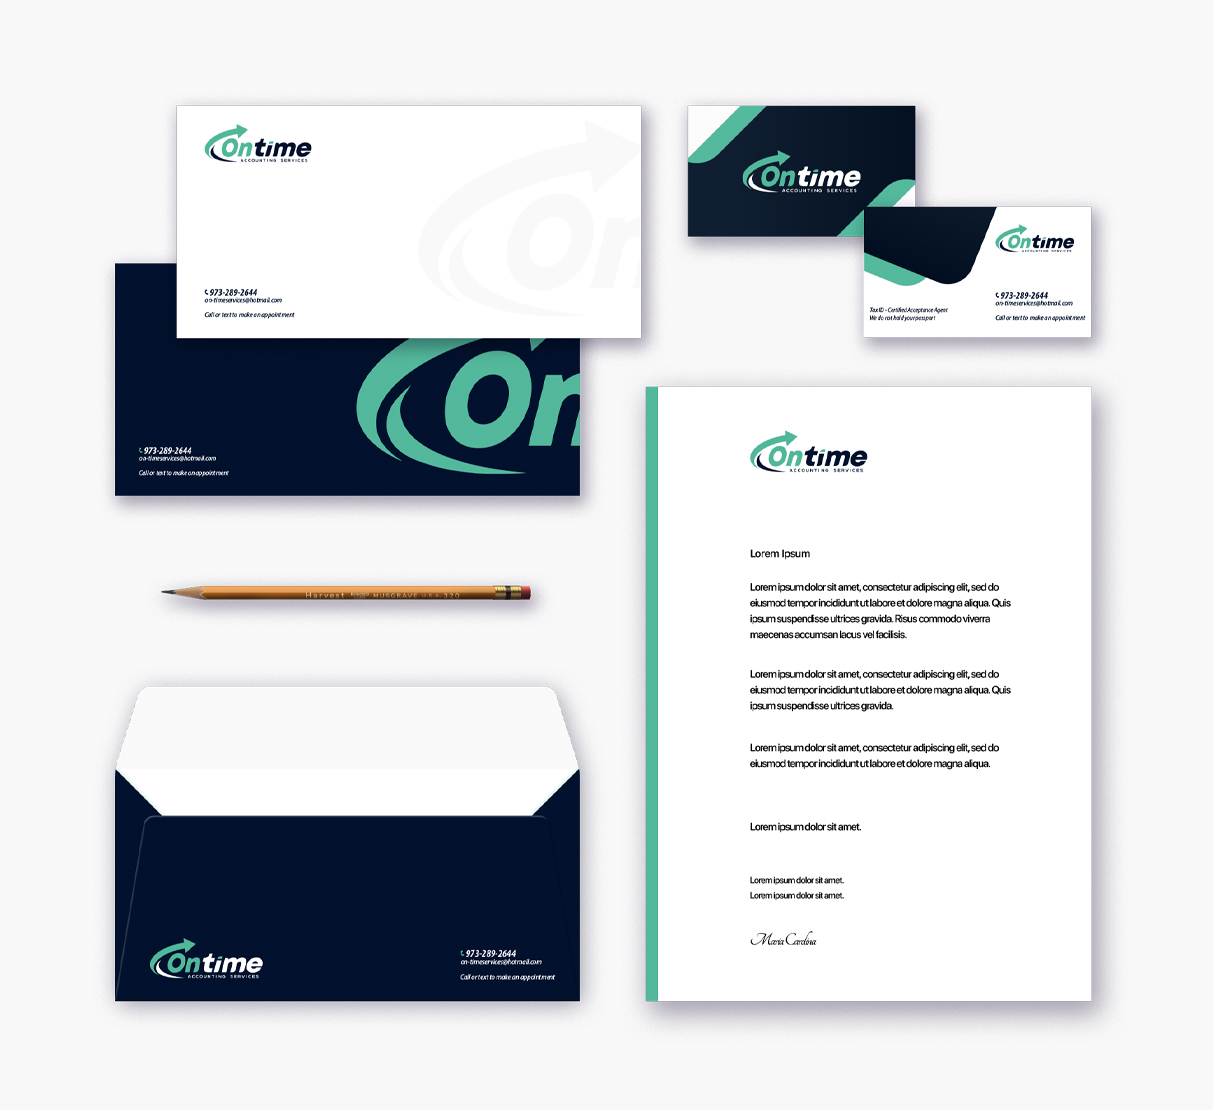 Ontime
ACCOUNTING SERVICES
On
973-289-2644
on-timeservices@hotmail.com
Call or text to make an appointment
On
973-289-2644
on-timeservices@hotmail.com
Call or text to make an appointment
Ontime
ACCOUNTING SERVICES
Ontime
ACCOUNTING SERVICES
Tax ID - Certified Acceptance Agent
We do not hold your passport
973-289-2644
on-timeservices@hotmail.com
Call or text to make an appointment
Harvest MUSGRAVE U.S.A. 320
Ontime
ACCOUNTING SERVICES
973-289-2644
on-timeservices@hotmail.com
Call or text to make an appointment
Ontime
ACCOUNTING SERVICES
Lorem Ipsum
Lorem ipsum dolor sit amet, consectetur adipiscing elit, sed do
eiusmod tempor incididunt ut labore et dolore magna aliqua. Quis
ipsum suspendisse ultrices gravida. Risus commodo viverra
maecenas accumsan lacus vel facilisis.
Lorem ipsum dolor sit amet, consectetur adipiscing elit, sed do
eiusmod tempor incididunt ut labore et dolore magna aliqua. Quis
ipsum suspendisse ultrices gravida.
Lorem ipsum dolor sit amet, consectetur adipiscing elit, sed do
eiusmod tempor incididunt ut labore et dolore magna aliqua.
Lorem ipsum dolor sit amet.
Lorem ipsum dolor sit amet.
Lorem ipsum dolor sit amet.
Maria Cardina